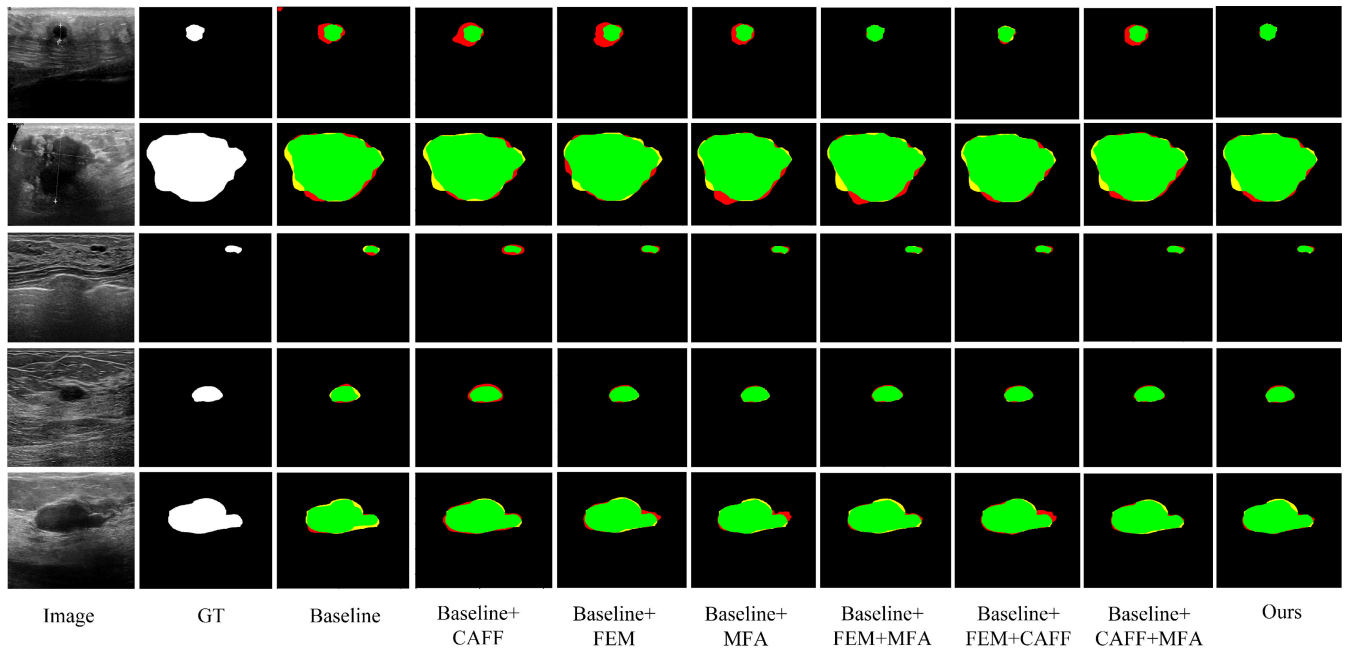 Image
GT
Baseline
Baseline+
CAFF
Baseline+
FEM
Baseline+
MFA
Baseline+
FEM+MFA
Baseline+
FEM+CAFF
Baseline+
CAFF+MFA
Ours